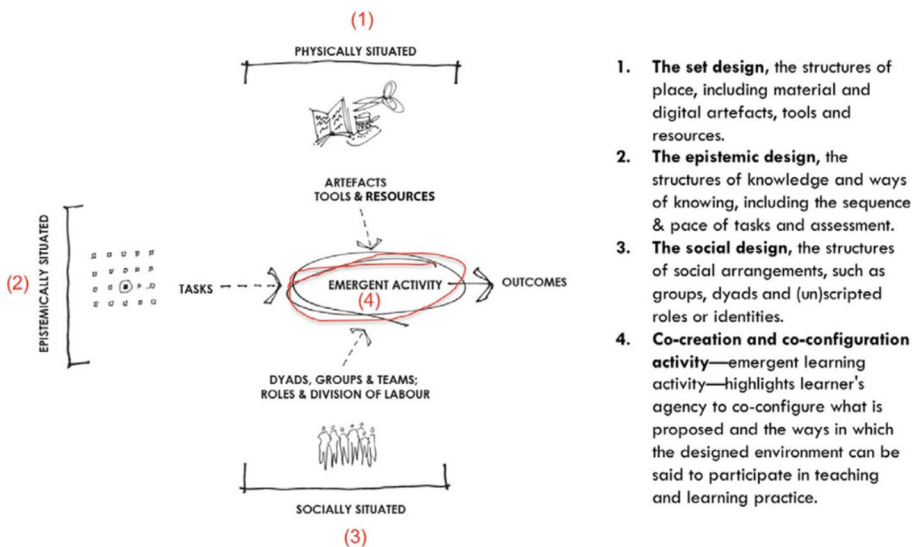 (1)
PHYSICALLY SITUATED
ARTEFACTS
TOOLS & RESOURCES
(2)
EPISTEMICALLY SITUATED
TASKS
EMERGENT ACTIVITY
(4)
OUTCOMES
DYADS, GROUPS & TEAMS;
ROLES & DIVISION OF LABOUR
SOCIALLY SITUATED
(3)
1. The set design, the structures of
place, including material and
digital artefacts, tools and
resources.
2. The epistemic design, the
structures of knowledge and ways
of knowing, including the sequence
& pace of tasks and assessment.
3. The social design, the structures
of social arrangements, such as
groups, dyads and (un)scripted
roles or identities.
4. Co-creation and co-configuration
activity—emergent learning
activity—highlights learner's
agency to co-configure what is
proposed and the ways in which
the designed environment can be
said to participate in teaching
and learning practice.